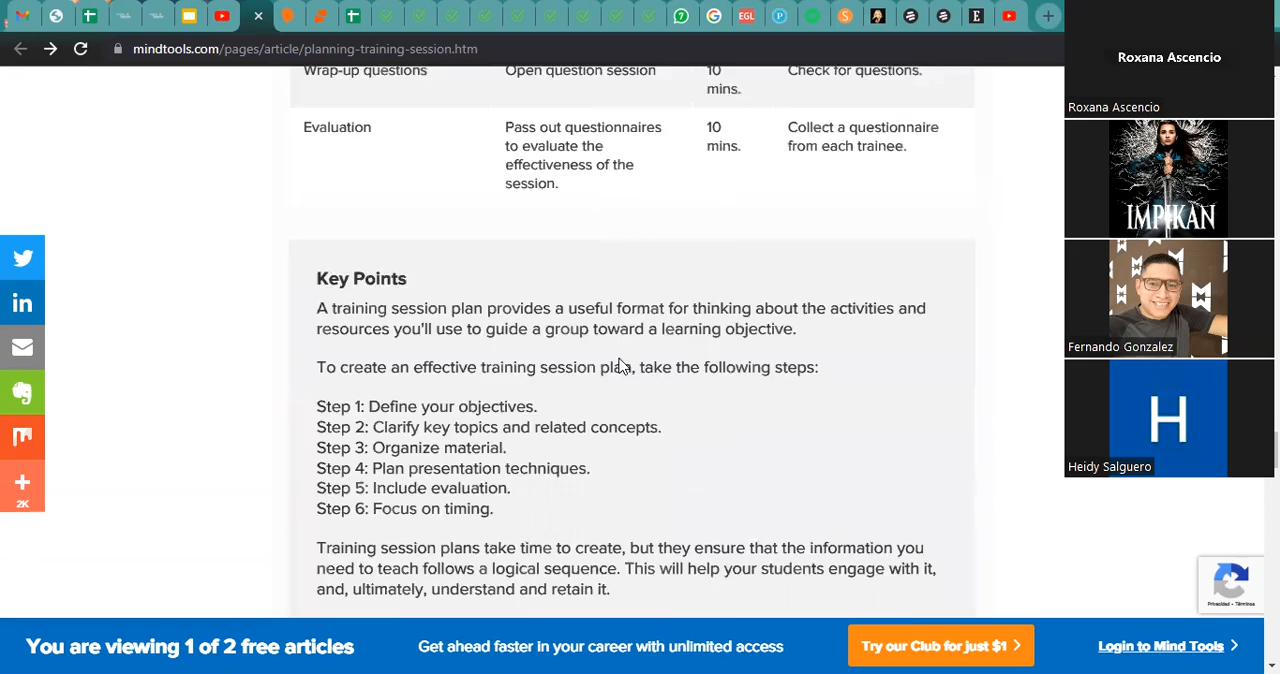 EGL
mindtools.com/pages/article/planning-training-session.htm
Wrap-up questions
Open question session
10
mins.
Check for questions.
Evaluation
Pass out questionnaires
to evaluate the
effectiveness of the
session.
10
mins.
Collect a questionnaire
from each trainee.
Key Points
A training session plan provides a useful format for thinking about the activities and
resources you'll use to guide a group toward a learning objective.
To create an effective training session plan, take the following steps:
Step 1: Define your objectives.
Step 2: Clarify key topics and related concepts.
Step 3: Organize material.
Step 4: Plan presentation techniques.
Step 5: Include evaluation.
Step 6: Focus on timing.
Training session plans take time to create, but they ensure that the information you
need to teach follows a logical sequence. This will help your students engage with it,
and, ultimately, understand and retain it.
2K
Privacidad - Términos
You are viewing 1 of 2 free articles
Get ahead faster in your career with unlimited access
Try our Club for just $1
Login to Mind Tools
Roxana Ascencio
Roxana Ascencio
IMPIKAN
Fernando Gonzalez
H
Heidy Salguero